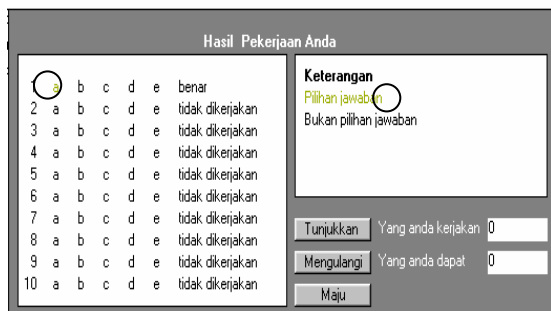 Hasil Pekerjaan Anda
1 a b c d e benar
2 a b c d e tidak dikerjakan
3 a b c d e tidak dikerjakan
4 a b c d e tidak dikerjakan
5 a b c d e tidak dikerjakan
6 a b c d e tidak dikerjakan
7 a b c d e tidak dikerjakan
8 a b c d e tidak dikerjakan
9 a b c d e tidak dikerjakan
10 a b c d e tidak dikerjakan
Keterangan
Pilihan jawaban
Bukan pilihan jawaban
Tunjukkan Yang anda kerjakan 0
Mengulangi Yang anda dapat 0
Maju